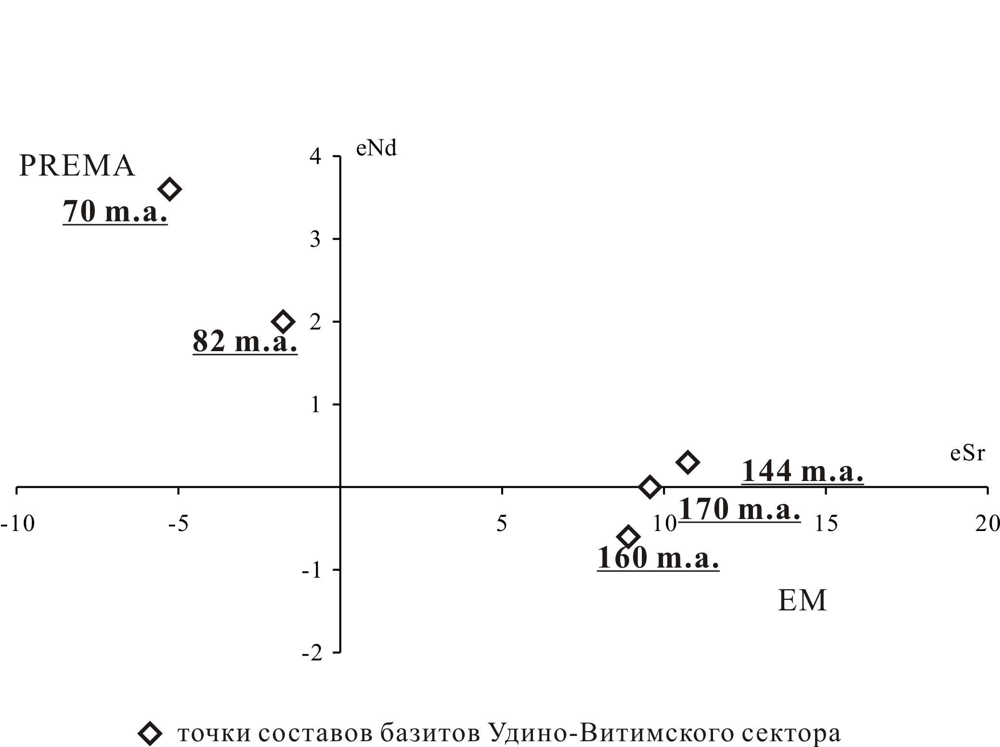 eNd
4
PREMA
70 m.a.
3
2
82 m.a.
1
eSr
144 m.a.
170 m.a.
-10 -5 5 10 15 20
160 m.a.
-1
EM
-2
точки составов базитов Удино-Витимского сектора